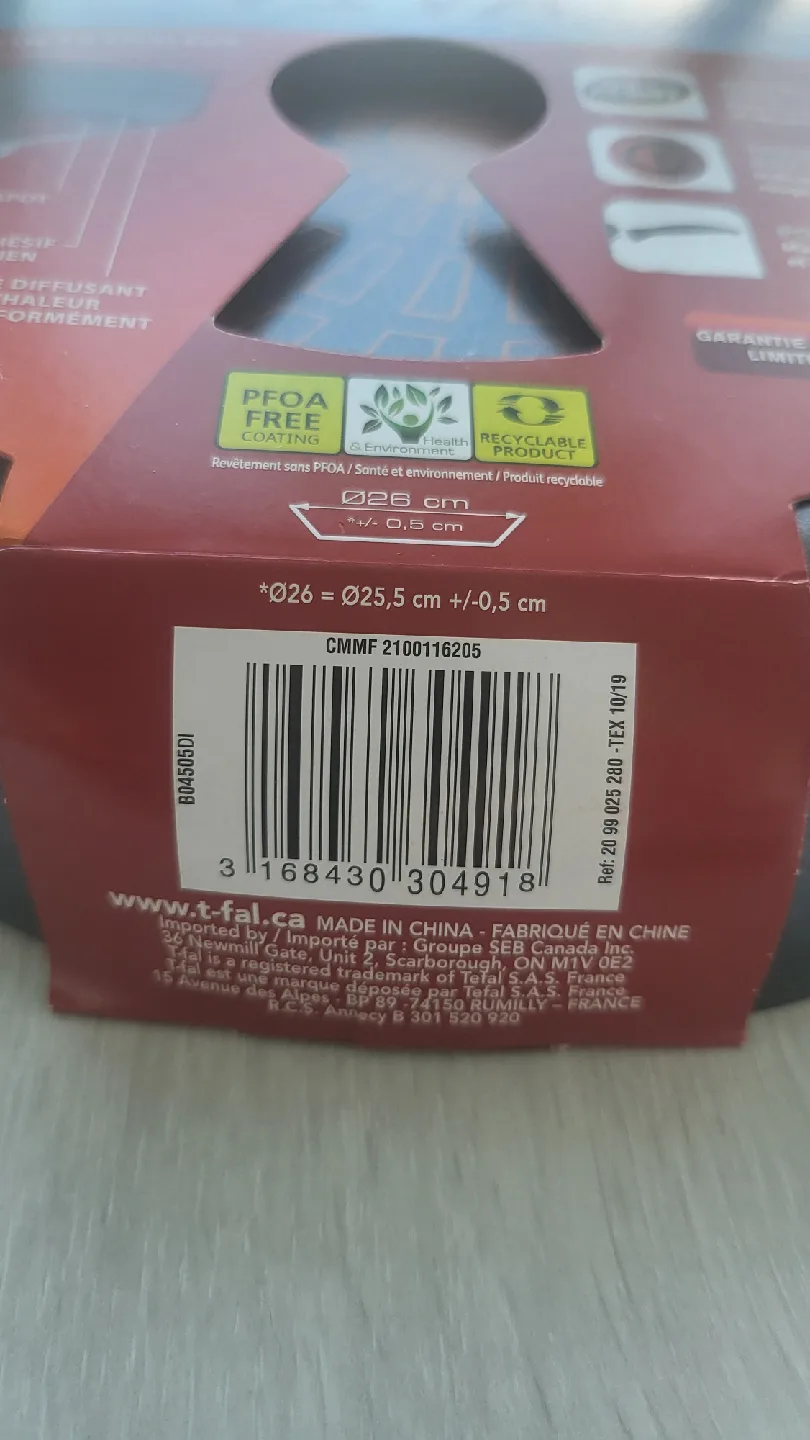 DIFFUSANT
HALEUR
FORMÉMENT
GARANTIE
PFOA
FREE
COATING
Health
& Environment
RECYCLABLE
PRODUCT
Revêtement sans PFOA / Santé et environnement / Produit recyclable
Ø26 cm
*+/- 0,5 cm
*Ø26 = Ø25,5 cm +/-0,5 cm
CMMF 2100116205
B04505DI
Ref: 20 99 025 280 -TEX 10/19
3 168430 304918
www.t-fal.ca MADE IN CHINA - FABRIQUÉ EN CHINE
Imported by / Importé par : Groupe SEB Canada Inc.
36 Newmill Gate, Unit 2, Scarborough, ON M1V 0E2
T-fal is a registered trademark of Tefal S.A.S. France
T-fal est une marque déposée par Tefal S.A.S. France
15 Avenue des Alpes - BP 89 -74150 RUMILLY – FRANCE
R.C.S. Annecy B 301 520 920